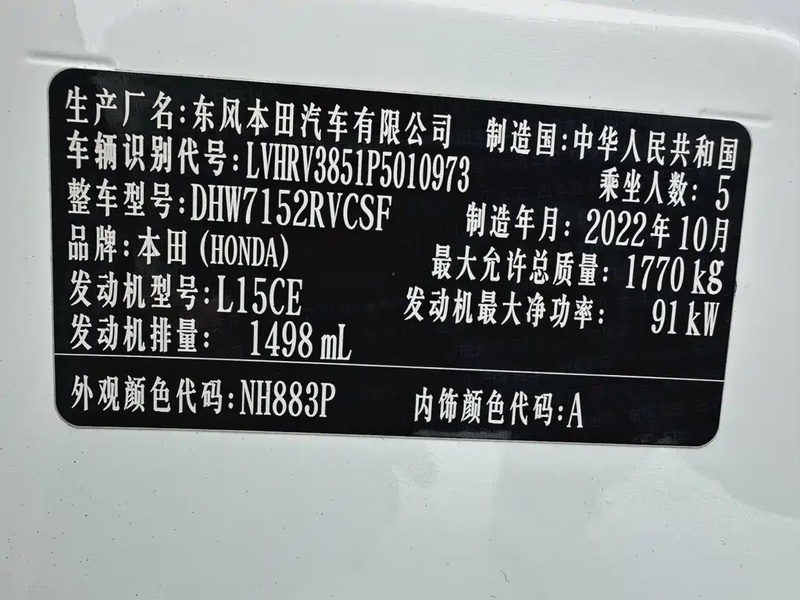 生产厂名:东风本田汽车有限公司 制造国:中华人民共和国
车辆识别代号:LVHRV3851P5010973 乘坐人数:5
整车型号:DHW7152RVCSF 制造年月:2022年10月
品牌:本田(HONDA) 最大允许总质量:1770kg
发动机型号:L15CE 发动机最大净功率: 91kW
发动机排量: 1498mL
外观颜色代码:NH883P 内饰颜色代码:A